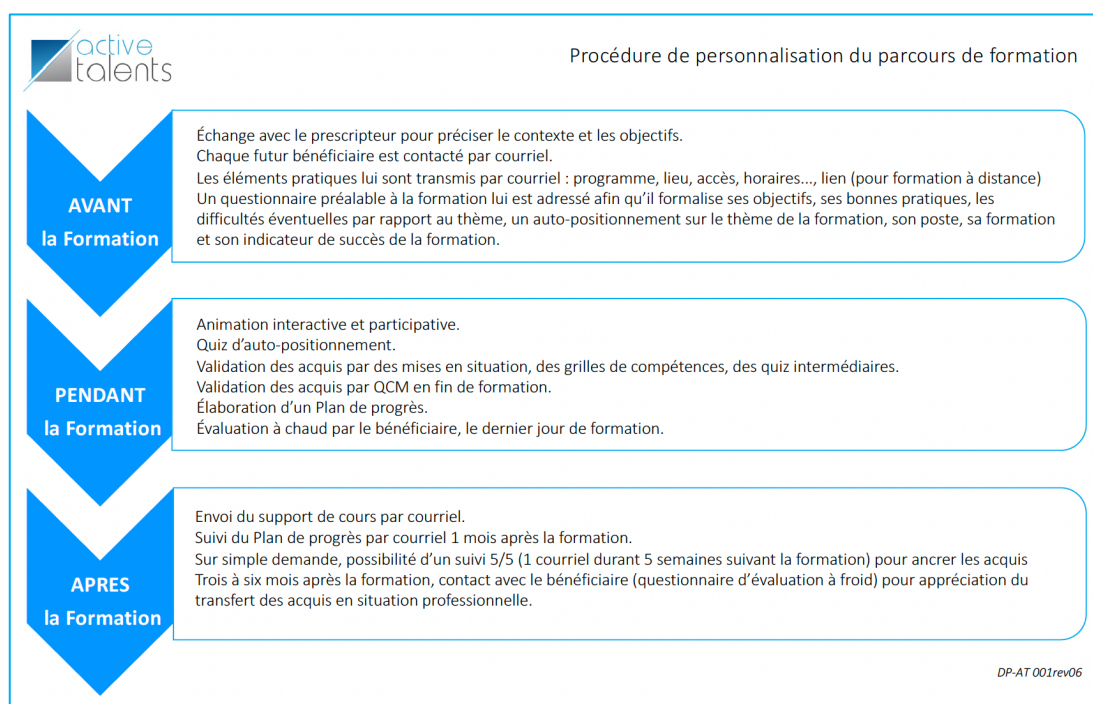 active
talents
Procédure de personnalisation du parcours de formation
AVANT
la Formation
Échange avec le prescripteur pour préciser le contexte et les objectifs.
Chaque futur bénéficiaire est contacté par courriel.
Les éléments pratiques lui sont transmis par courriel : programme, lieu, accès, horaires..., lien (pour formation à distance)
Un questionnaire préalable à la formation lui est adressé afin qu'il formalise ses objectifs, ses bonnes pratiques, les
difficultés éventuelles par rapport au thème, un auto-positionnement sur le thème de la formation, son poste, sa formation
et son indicateur de succès de la formation.
PENDANT
la Formation
Animation interactive et participative.
Quiz d'auto-positionnement.
Validation des acquis par des mises en situation, des grilles de compétences, des quiz intermédiaires.
Validation des acquis par QCM en fin de formation.
Élaboration d'un Plan de progrès.
Évaluation à chaud par le bénéficiaire, le dernier jour de formation.
APRES
la Formation
Envoi du support de cours par courriel.
Suivi du Plan de progrès par courriel 1 mois après la formation.
Sur simple demande, possibilité d'un suivi 5/5 (1 courriel durant 5 semaines suivant la formation) pour ancrer les acquis
Trois à six mois après la formation, contact avec le bénéficiaire (questionnaire d'évaluation à froid) pour appréciation du
transfert des acquis en situation professionnelle.
DP-AT 001rev06